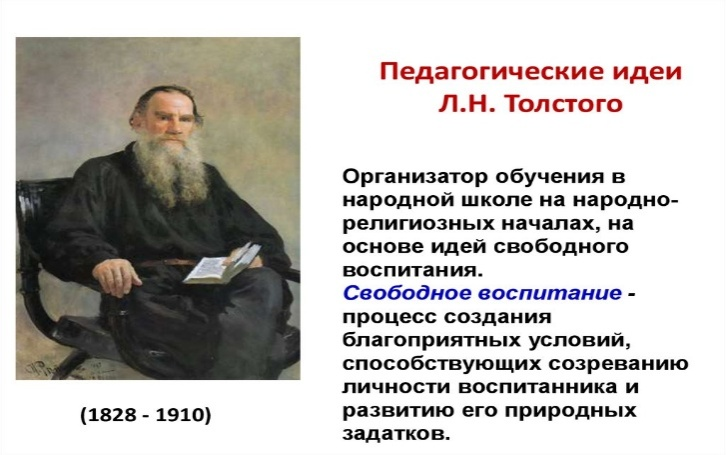 Педагогические идеи
Л.Н. Толстого
Организатор обучения в
народной школе на народно-
религиозных началах, на
основе идей свободного
воспитания.
Свободное воспитание -
процесс создания
благоприятных условий,
способствующих созреванию
личности воспитанника и
развитию его природных
задатков.
(1828 - 1910)